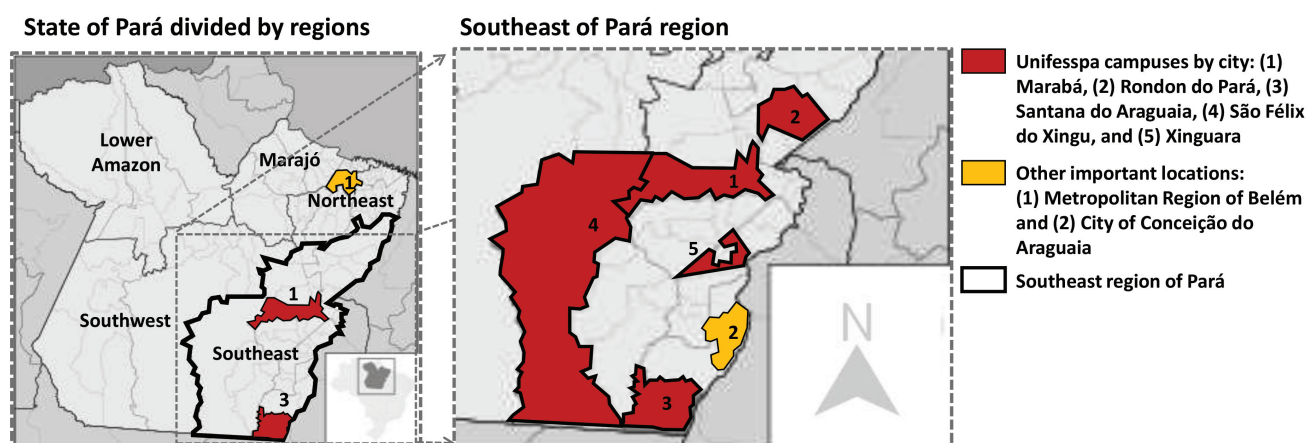 State of Pará divided by regions
Lower
Amazon
Marajó
1
Northeast
1
Southwest
Southeast
3
Southeast of Pará region
2
1
4
5
2
3
N
Unifesspa campuses by city: (1)
Marabá, (2) Rondon do Pará, (3)
Santana do Araguaia, (4) São Félix
do Xingu, and (5) Xinguara
Other important locations:
(1) Metropolitan Region of Belém
and (2) City of Conceição do
Araguaia
Southeast region of Pará